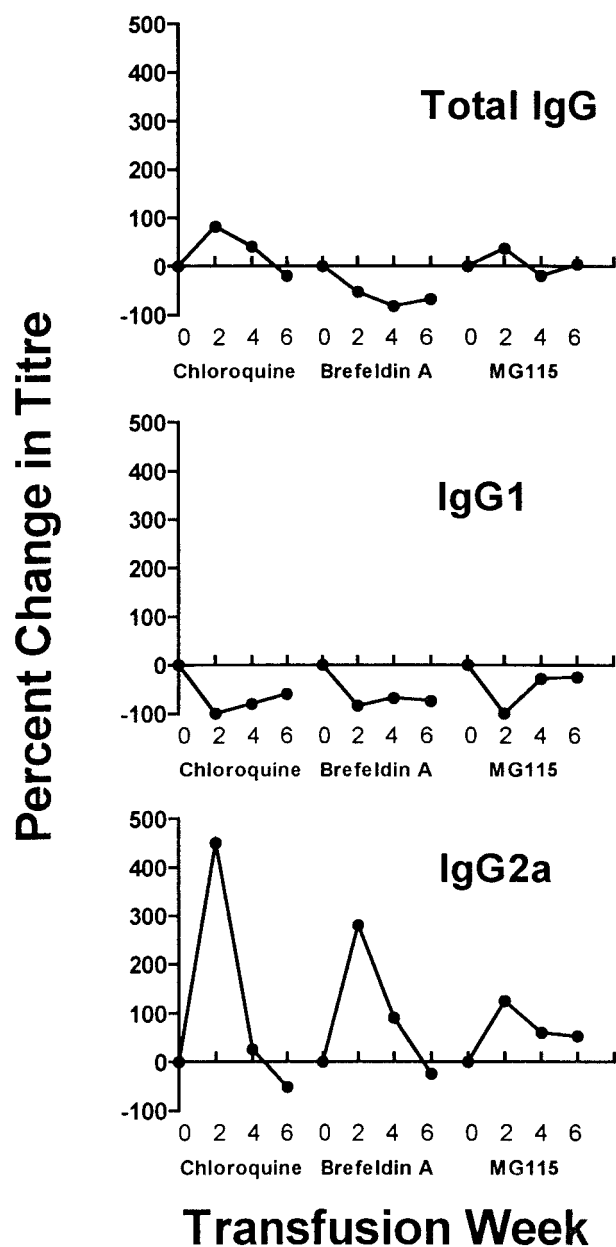 Percent Change in Titre
500
400
300
200
100
0
-100
Total IgG
0 2 4 6 0 2 4 6 0 2 4 6
Chloroquine Brefeldin A MG115
500
400
300
200
100
0
-100
IgG1
0 2 4 6 0 2 4 6 0 2 4 6
Chloroquine Brefeldin A MG115
500
400
300
200
100
0
-100
IgG2a
0 2 4 6 0 2 4 6 0 2 4 6
Chloroquine Brefeldin A MG115
Transfusion Week